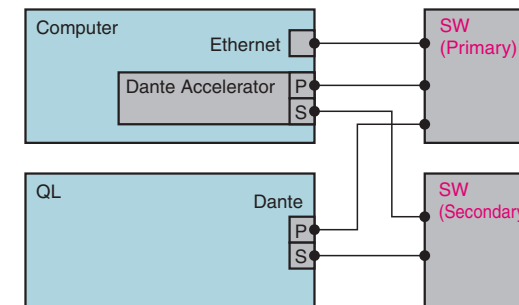 Computer
Ethernet
Dante Accelerator
P
S
SW
(Primary)
QL
Dante
P
S
SW
(Secondary